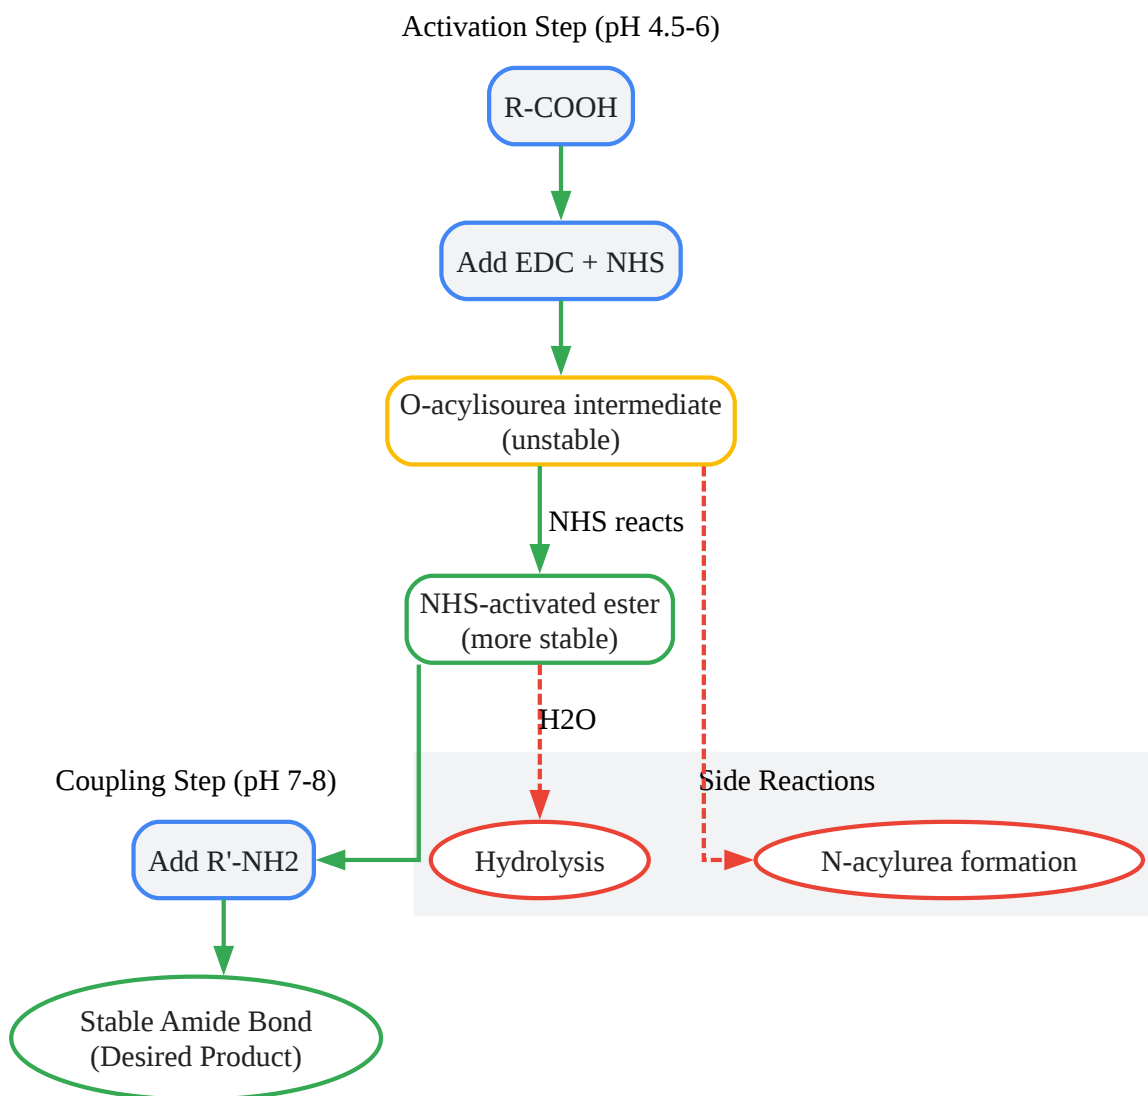 Activation Step (pH 4.5-6)
R-COOH
Add EDC + NHS
O-acylisourea intermediate
(unstable)
NHS reacts
NHS-activated ester
(more stable)
H2O
Coupling Step (pH 7-8)
Side Reactions
Add R'-NH2
Hydrolysis
N-acylurea formation
Stable Amide Bond
(Desired Product)